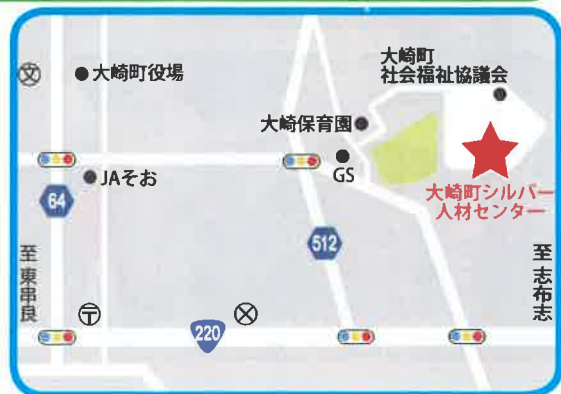 大崎町
社会福祉協議会
文
大崎町役場
大崎保育園
GS
JAそお
大崎町シルバー
人材センター
64
512
至 東串良
至 志布志
220